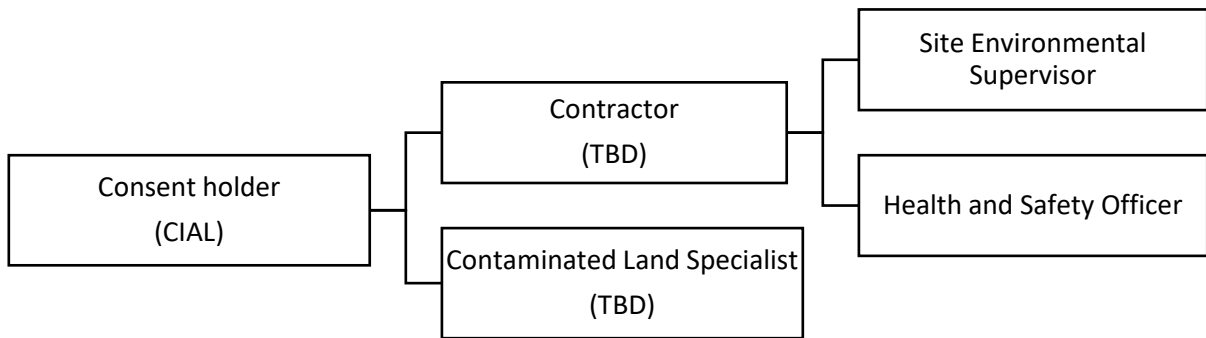 Consent holder
(CIAL)
Contractor
(TBD)
Contaminated Land Specialist
(TBD)
Site Environmental
Supervisor
Health and Safety Officer